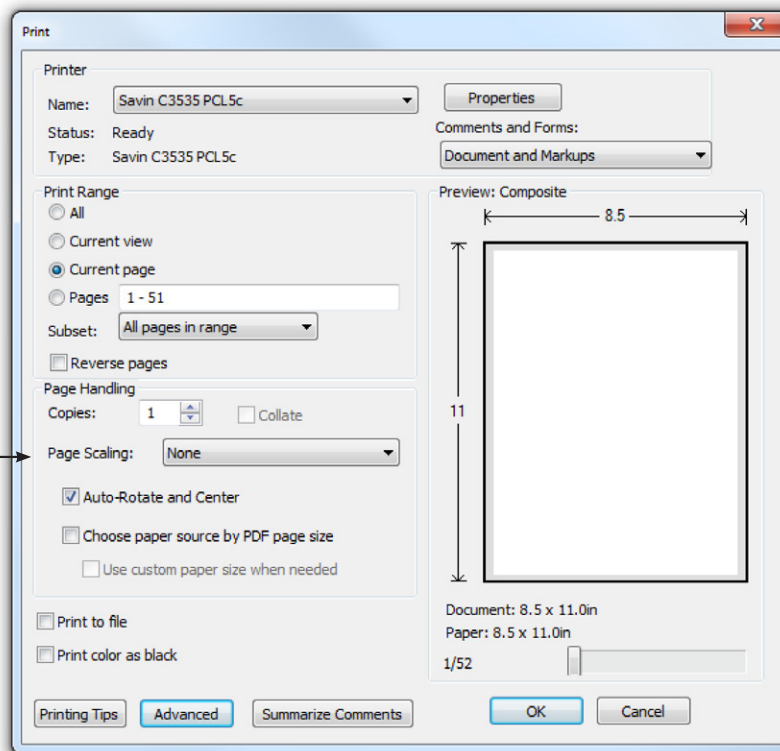 Print
Printer
Name: Savin C3535 PCL5c
Properties
Status: Ready
Comments and Forms:
Type: Savin C3535 PCL5c
Document and Markups
Print Range
All
Current view
Current page
Pages 1 - 51
Subset: All pages in range
Reverse pages
Page Handling
Copies: 1 Collate
Page Scaling: None
Auto-Rotate and Center
Choose paper source by PDF page size
Use custom paper size when needed
Print to file
Print color as black
Printing Tips Advanced Summarize Comments
Preview: Composite
8.5
11
Document: 8.5 x 11.0in
Paper: 8.5 x 11.0in
1/52
OK Cancel